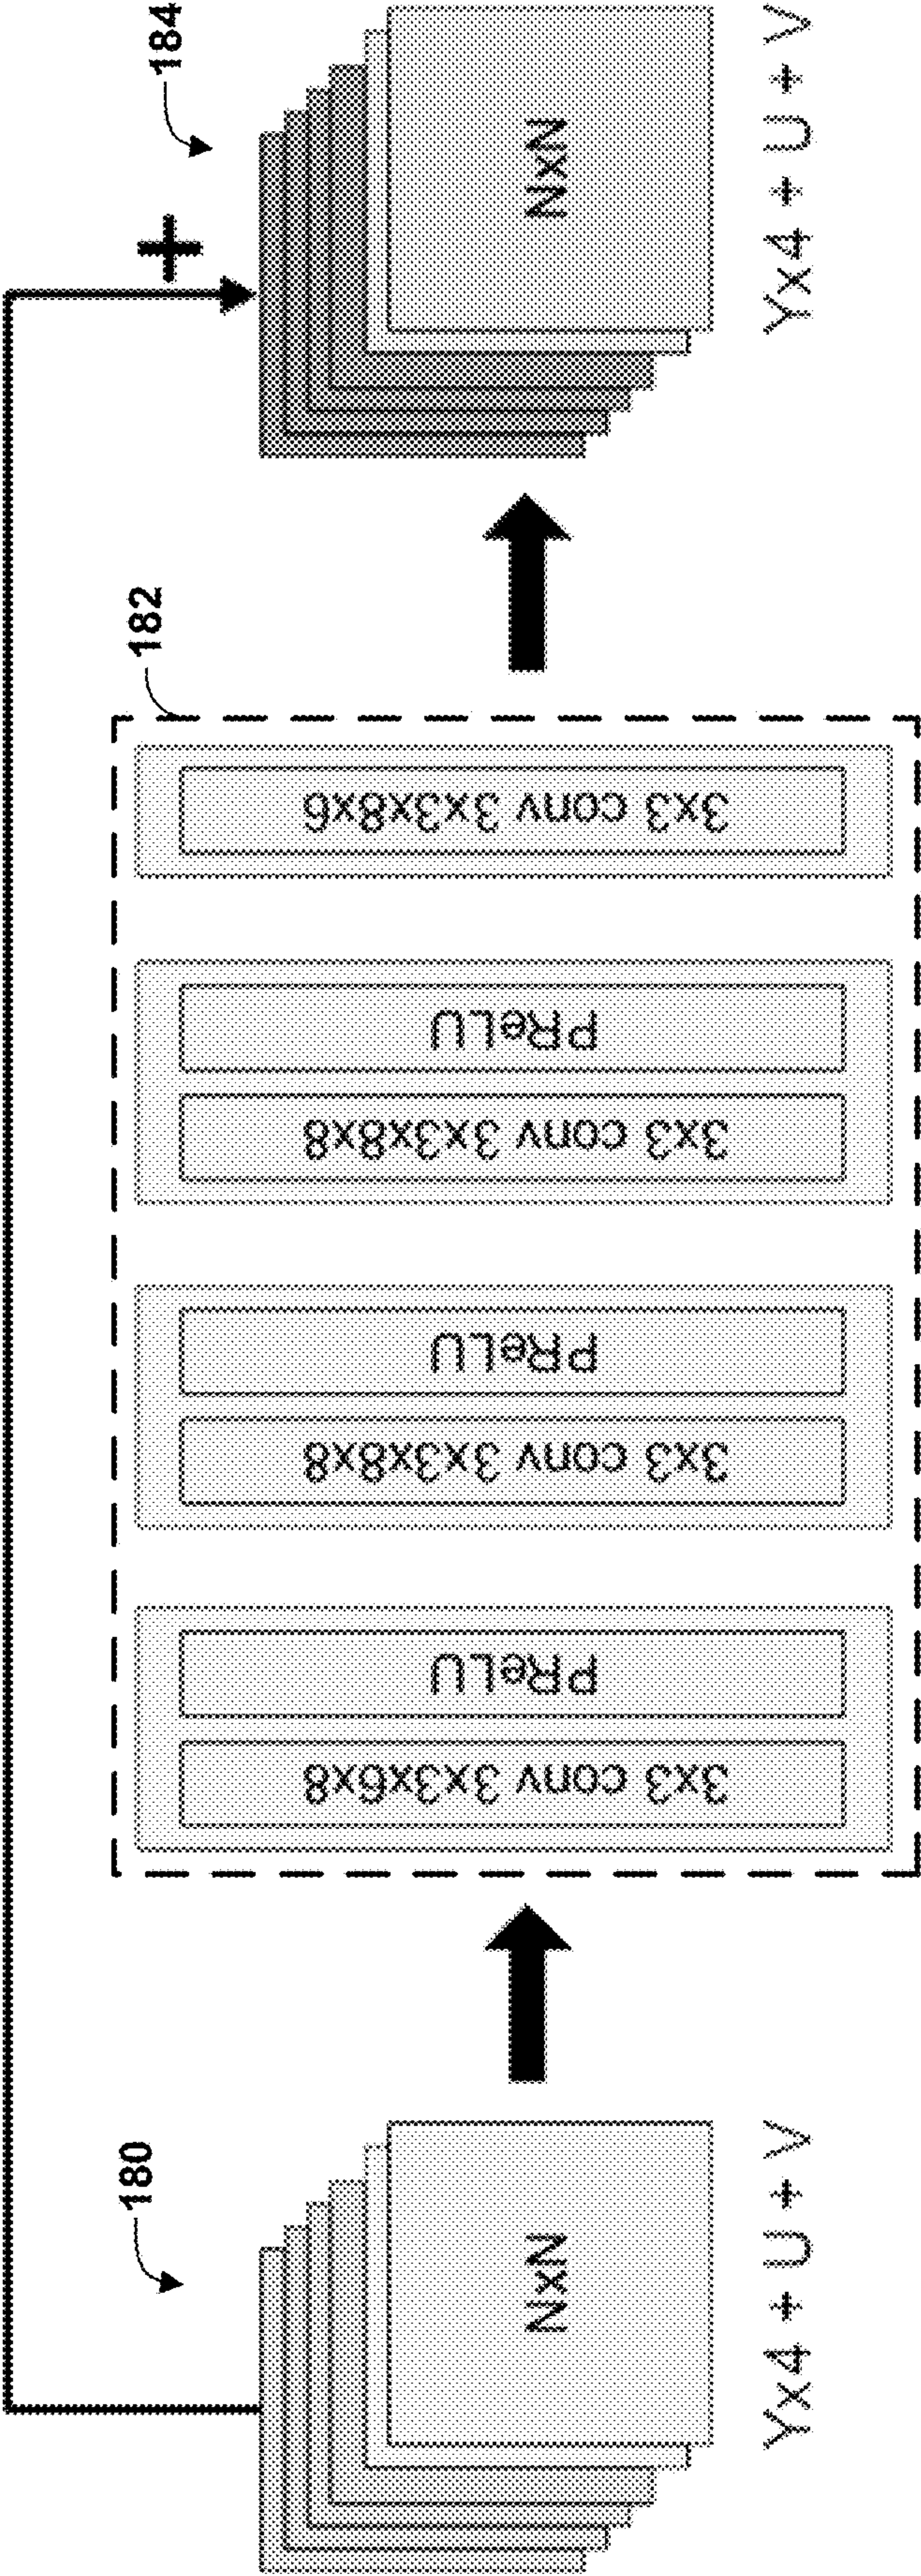 180
NxN
Yx4 + U + V
182
3x3 conv 3x3x6x8
PReLU
3x3 conv 3x3x8x8
PReLU
3x3 conv 3x3x8x8
PReLU
3x3 conv 3x3x8x6
+
184
NxN
Yx4 + U + V